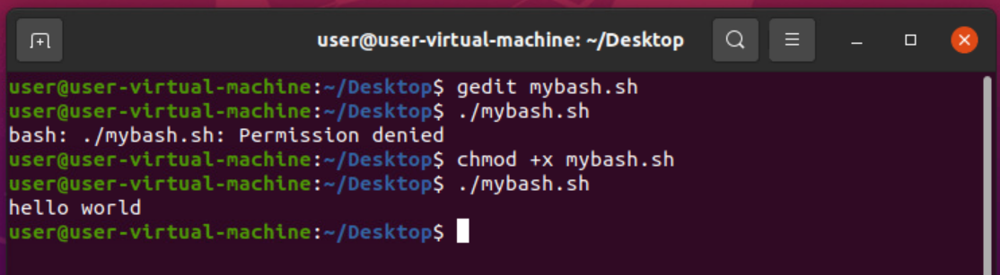 user@user-virtual-machine: ~/Desktop
user@user-virtual-machine:~/Desktop$ gedit mybash.sh
user@user-virtual-machine:~/Desktop$ ./mybash.sh
bash: ./mybash.sh: Permission denied
user@user-virtual-machine:~/Desktop$ chmod +x mybash.sh
user@user-virtual-machine:~/Desktop$ ./mybash.sh
hello world
user@user-virtual-machine:~/Desktop$